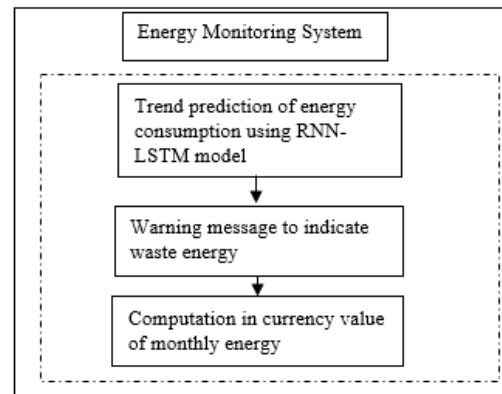 Energy Monitoring System
Trend prediction of energy
consumption using RNN-
LSTM model
Warning message to indicate
waste energy
Computation in currency value
of monthly energy